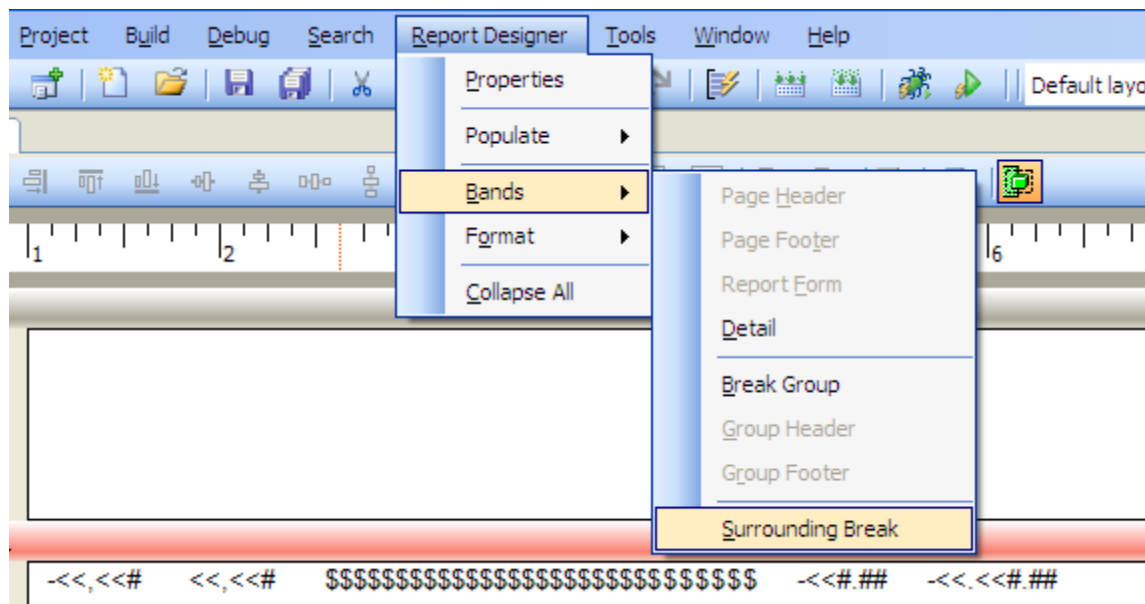 Project Build Debug Search Report Designer Tools Window Help
Default layo
Properties
Populate
Bands
Format
Collapse All
1 2 6
Page Header
Page Footer
Report Form
Detail
Break Group
Group Header
Group Footer
Surrounding Break
-<<,<<# <<,<<# $$$$$$$$$$$$$$$$$$$$$$$$$$$$$$$ -<<#.## -<<.<<#.##